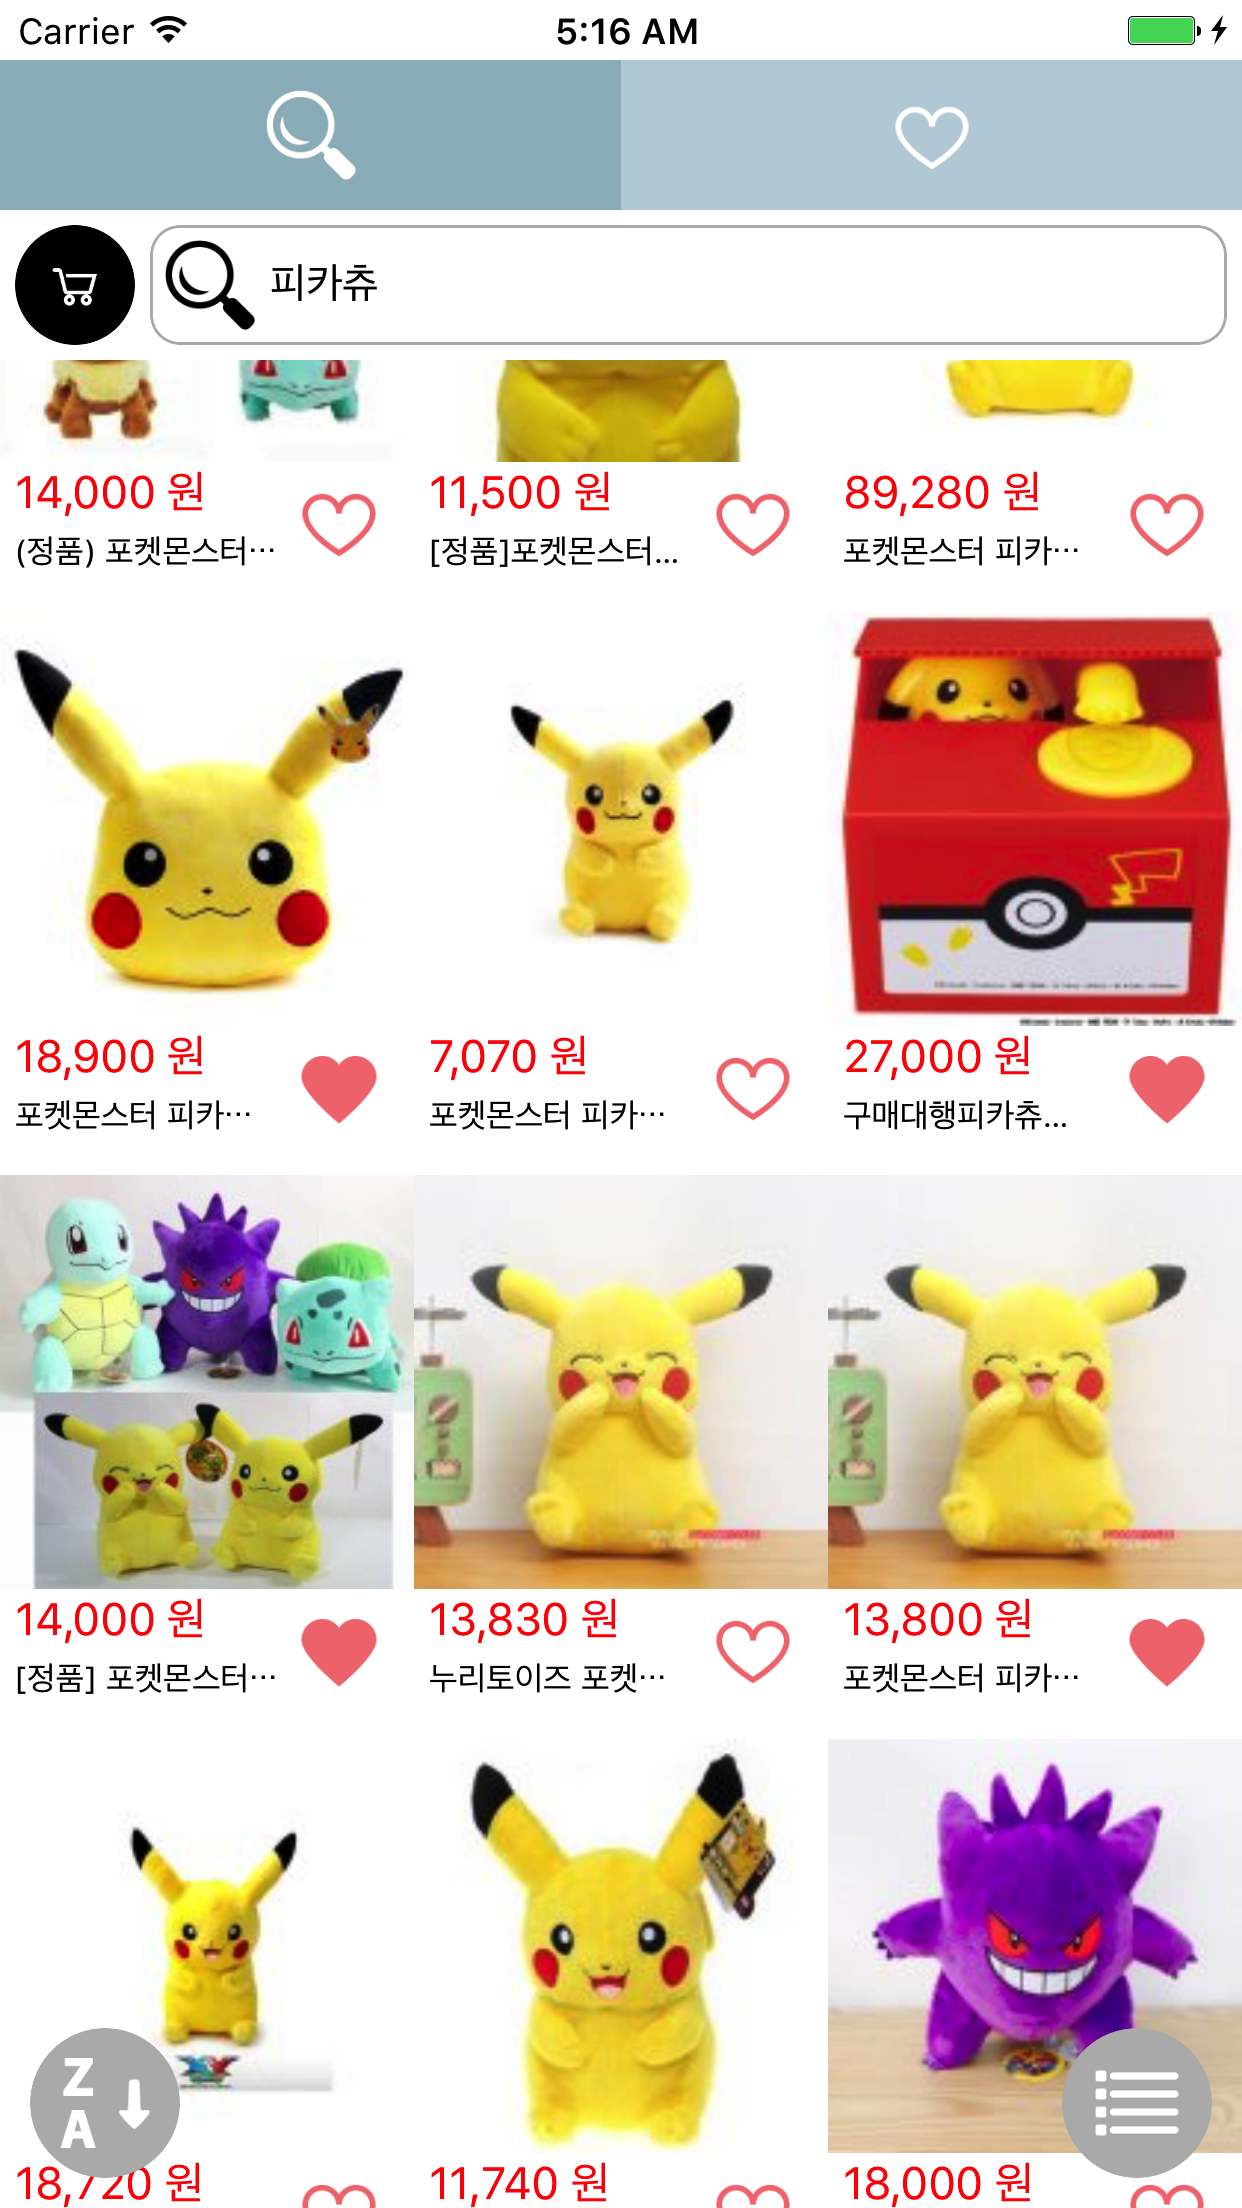 Carrier
5:16 AM
피카츄
14,000 원
11,500 원
89,280 원
(정품) 포켓몬스터…
[정품]포켓몬스터...
포켓몬스터 피카…
18,900 원
7,070 원
27,000 원
포켓몬스터 피카…
포켓몬스터 피카…
구매대행피카츄...
14,000 원
13,830 원
13,800 원
[정품] 포켓몬스터…
누리토이즈 포켓…
포켓몬스터 피카…
Z
A
18,720 원
11,740 원
18,000 원